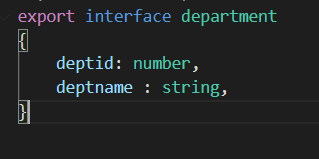 export interface department
{
    deptid: number,
    deptname : string,
}